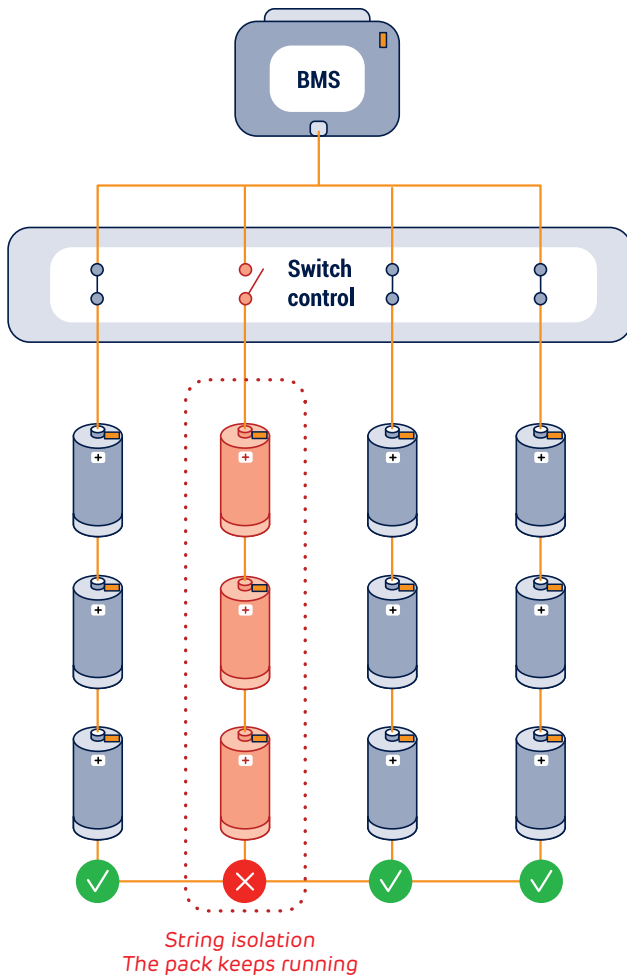 BMS
Switch
control
+ + + +
+ + + +
+ + + +
String isolation
The pack keeps running